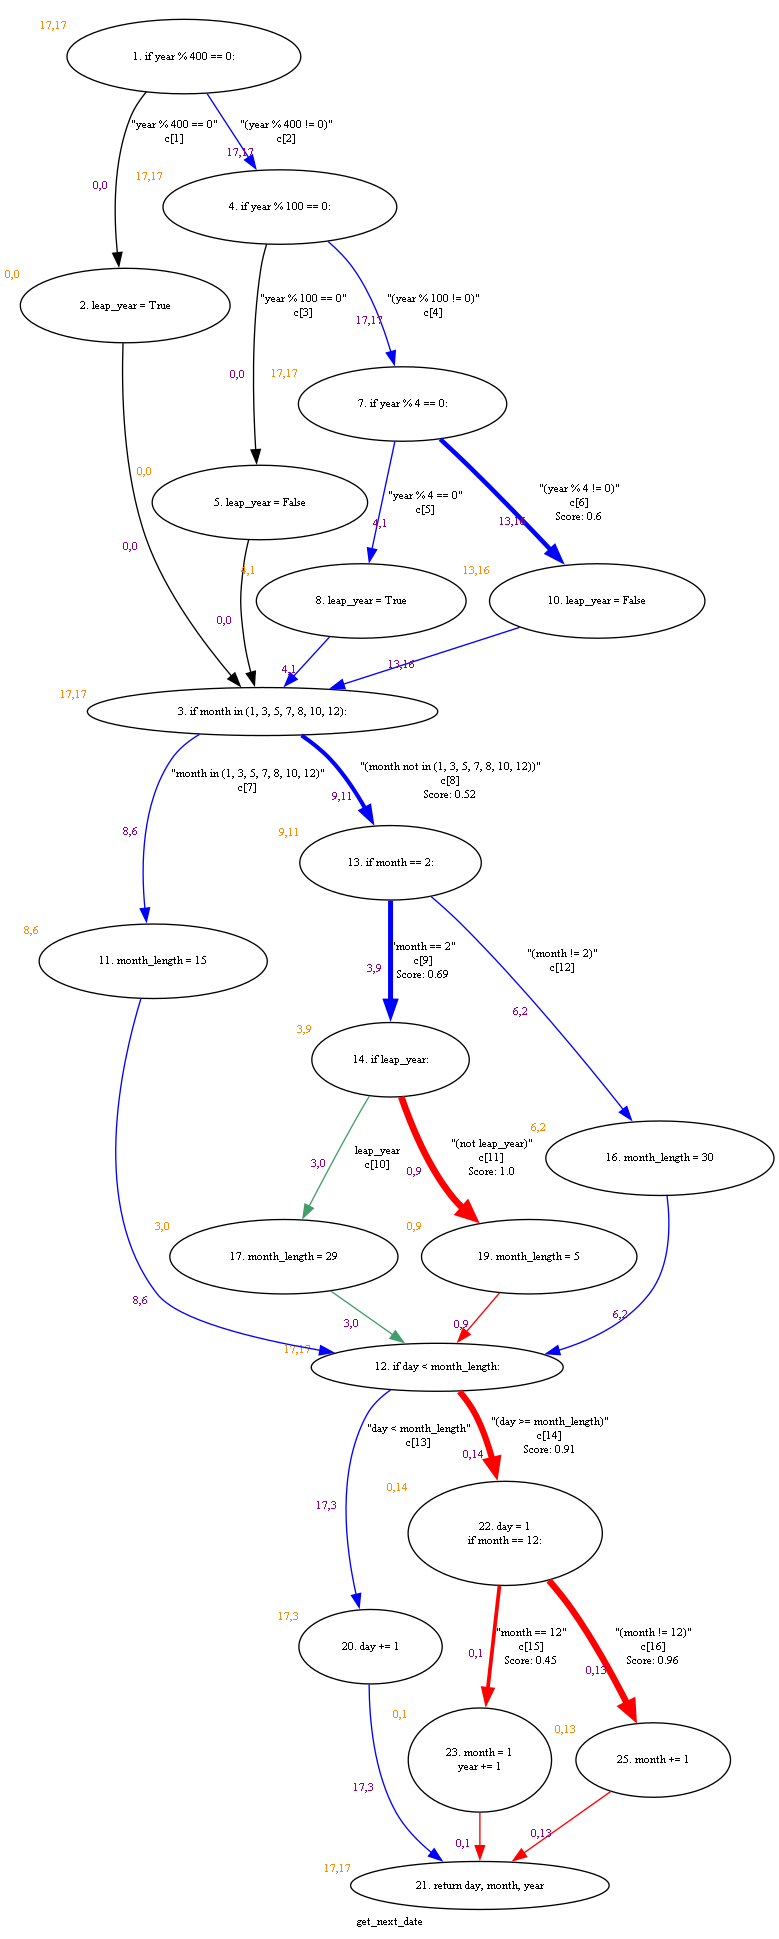 17,17
1. if year % 400 == 0:
"year % 400 == 0"
c[1]
"(year % 400 != 0)"
c[2]
17,17
0,0
17,17
4. if year % 100 == 0:
0,0
2. leap_year = True
"year % 100 == 0"
c[3]
"(year % 100 != 0)"
c[4]
17,17
0,0
17,17
7. if year % 4 == 0:
0,0
5. leap_year = False
"year % 4 == 0"
c[5]
4,1
"(year % 4 != 0)"
c[6]
Score: 0.6
13,16
0,0
4,1
8. leap_year = True
13,16
10. leap_year = False
0,0
4,1
13,16
17,17
3. if month in (1, 3, 5, 7, 8, 10, 12):
"month in (1, 3, 5, 7, 8, 10, 12)"
c[7]
"(month not in (1, 3, 5, 7, 8, 10, 12))"
c[8]
Score: 0.52
9,11
8,6
9,11
13. if month == 2:
8,6
11. month_length = 15
"month == 2"
c[9]
Score: 0.69
3,9
"(month != 2)"
c[12]
6,2
3,9
14. if leap_year:
6,2
16. month_length = 30
leap_year
c[10]
3,0
"(not leap_year)"
c[11]
Score: 1.0
0,9
3,0
17. month_length = 29
0,9
19. month_length = 5
8,6
3,0
0,9
6,2
17,17
12. if day < month_length:
"day < month_length"
c[13]
"(day >= month_length)"
c[14]
Score: 0.91
0,14
17,3
0,14
22. day = 1
if month == 12:
17,3
20. day += 1
"month == 12"
c[15]
Score: 0.45
0,1
"(month != 12)"
c[16]
Score: 0.96
0,13
0,1
23. month = 1
year += 1
0,13
25. month += 1
17,3
0,1
0,13
17,17
21. return day, month, year
get_next_date